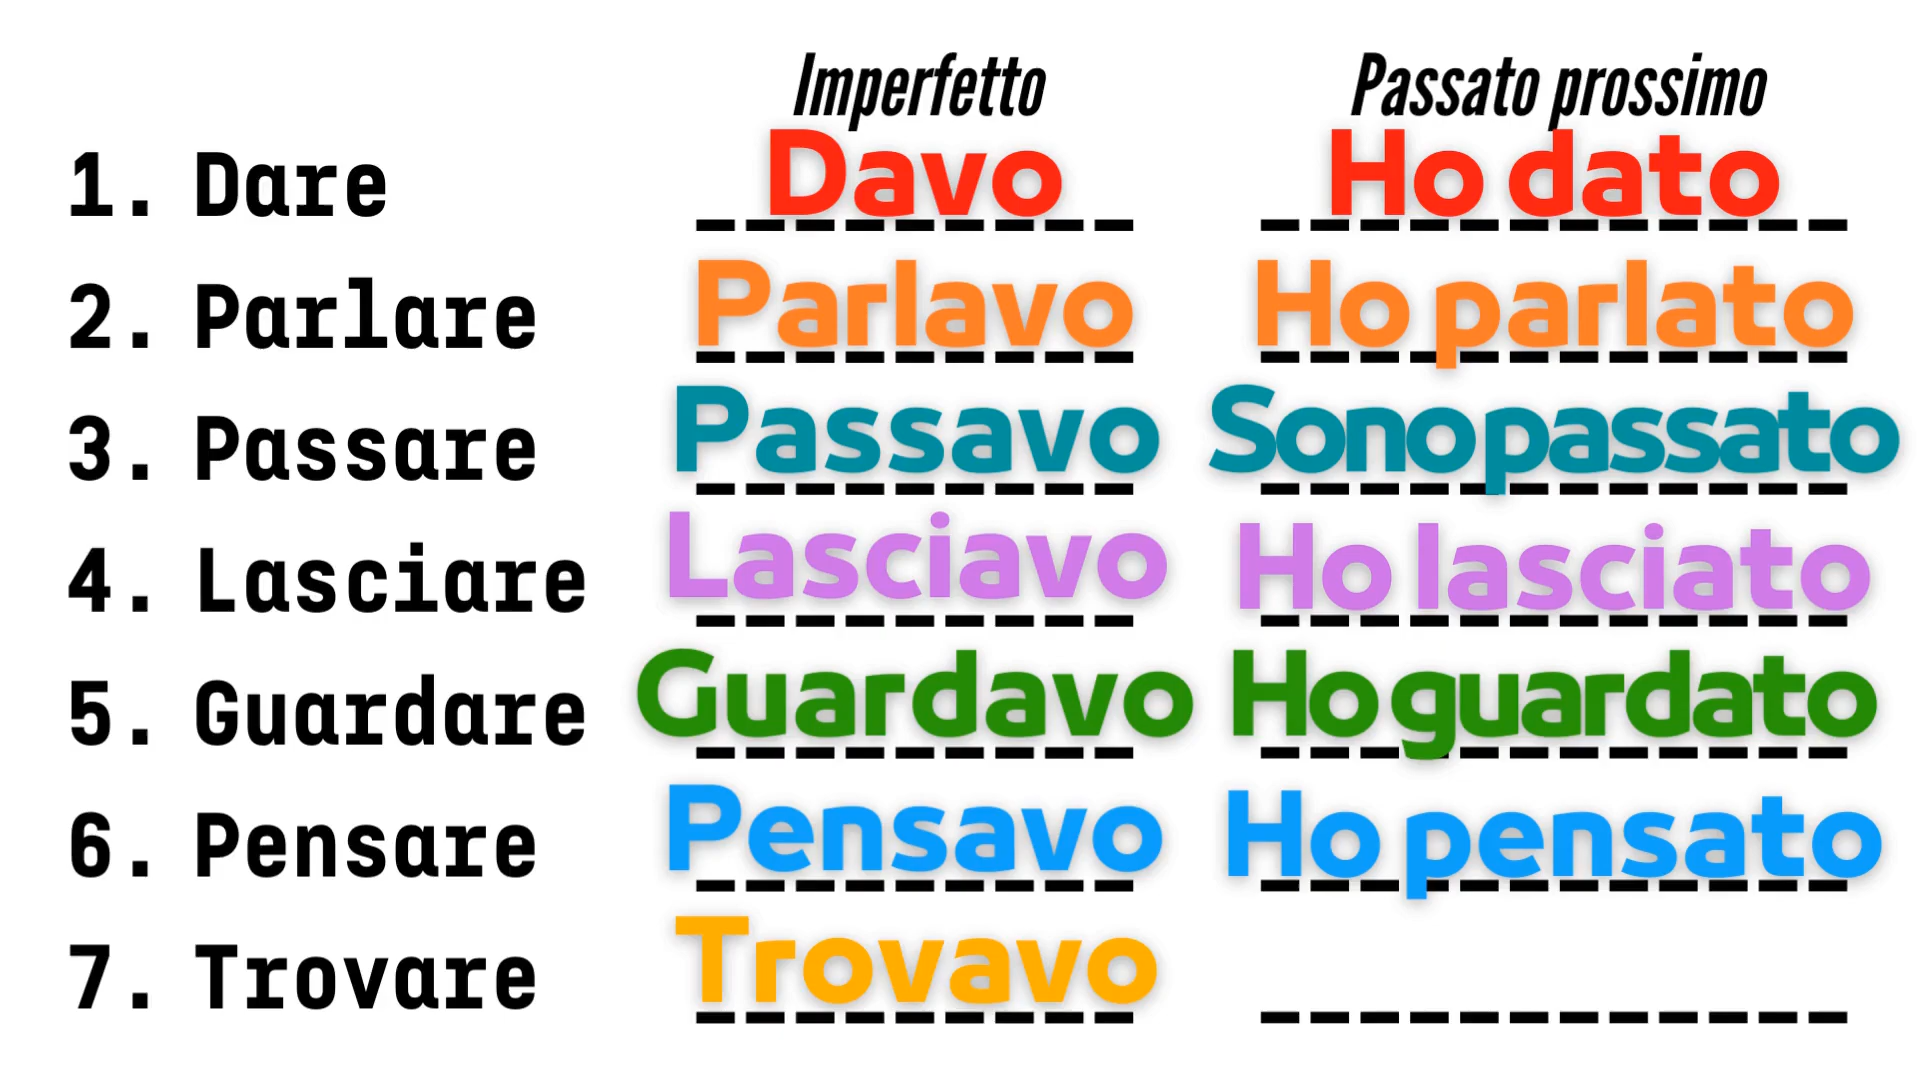 Imperfetto Passato prossimo
1. Dare Davo Ho dato
2. Parlare Parlavo Ho parlato
3. Passare Passavo Sono passato
4. Lasciare Lasciavo Ho lasciato
5. Guardare Guardavo Ho guardato
6. Pensare Pensavo Ho pensato
7. Trovare Trovavo